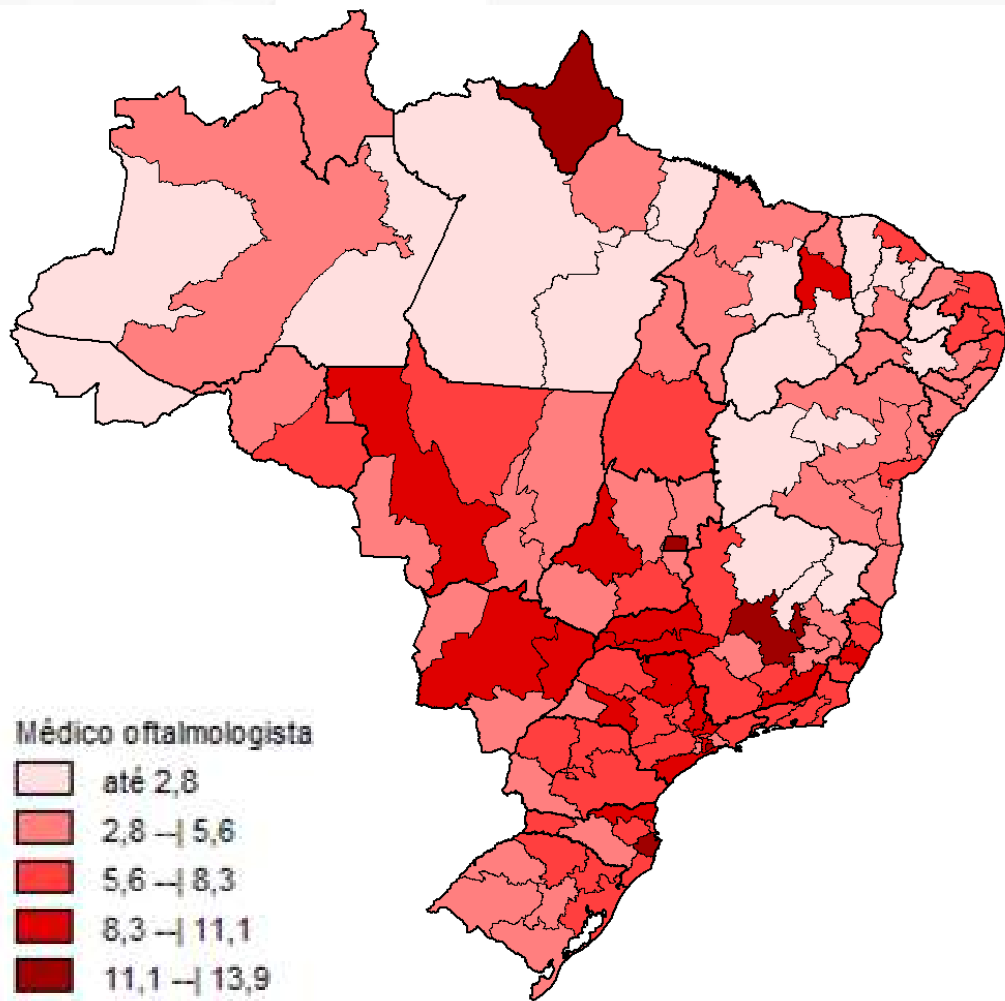 Médico oftalmologista
até 2,8
2,8 --| 5,6
5,6 --| 8,3
8,3 --| 11,1
11,1 --| 13,9